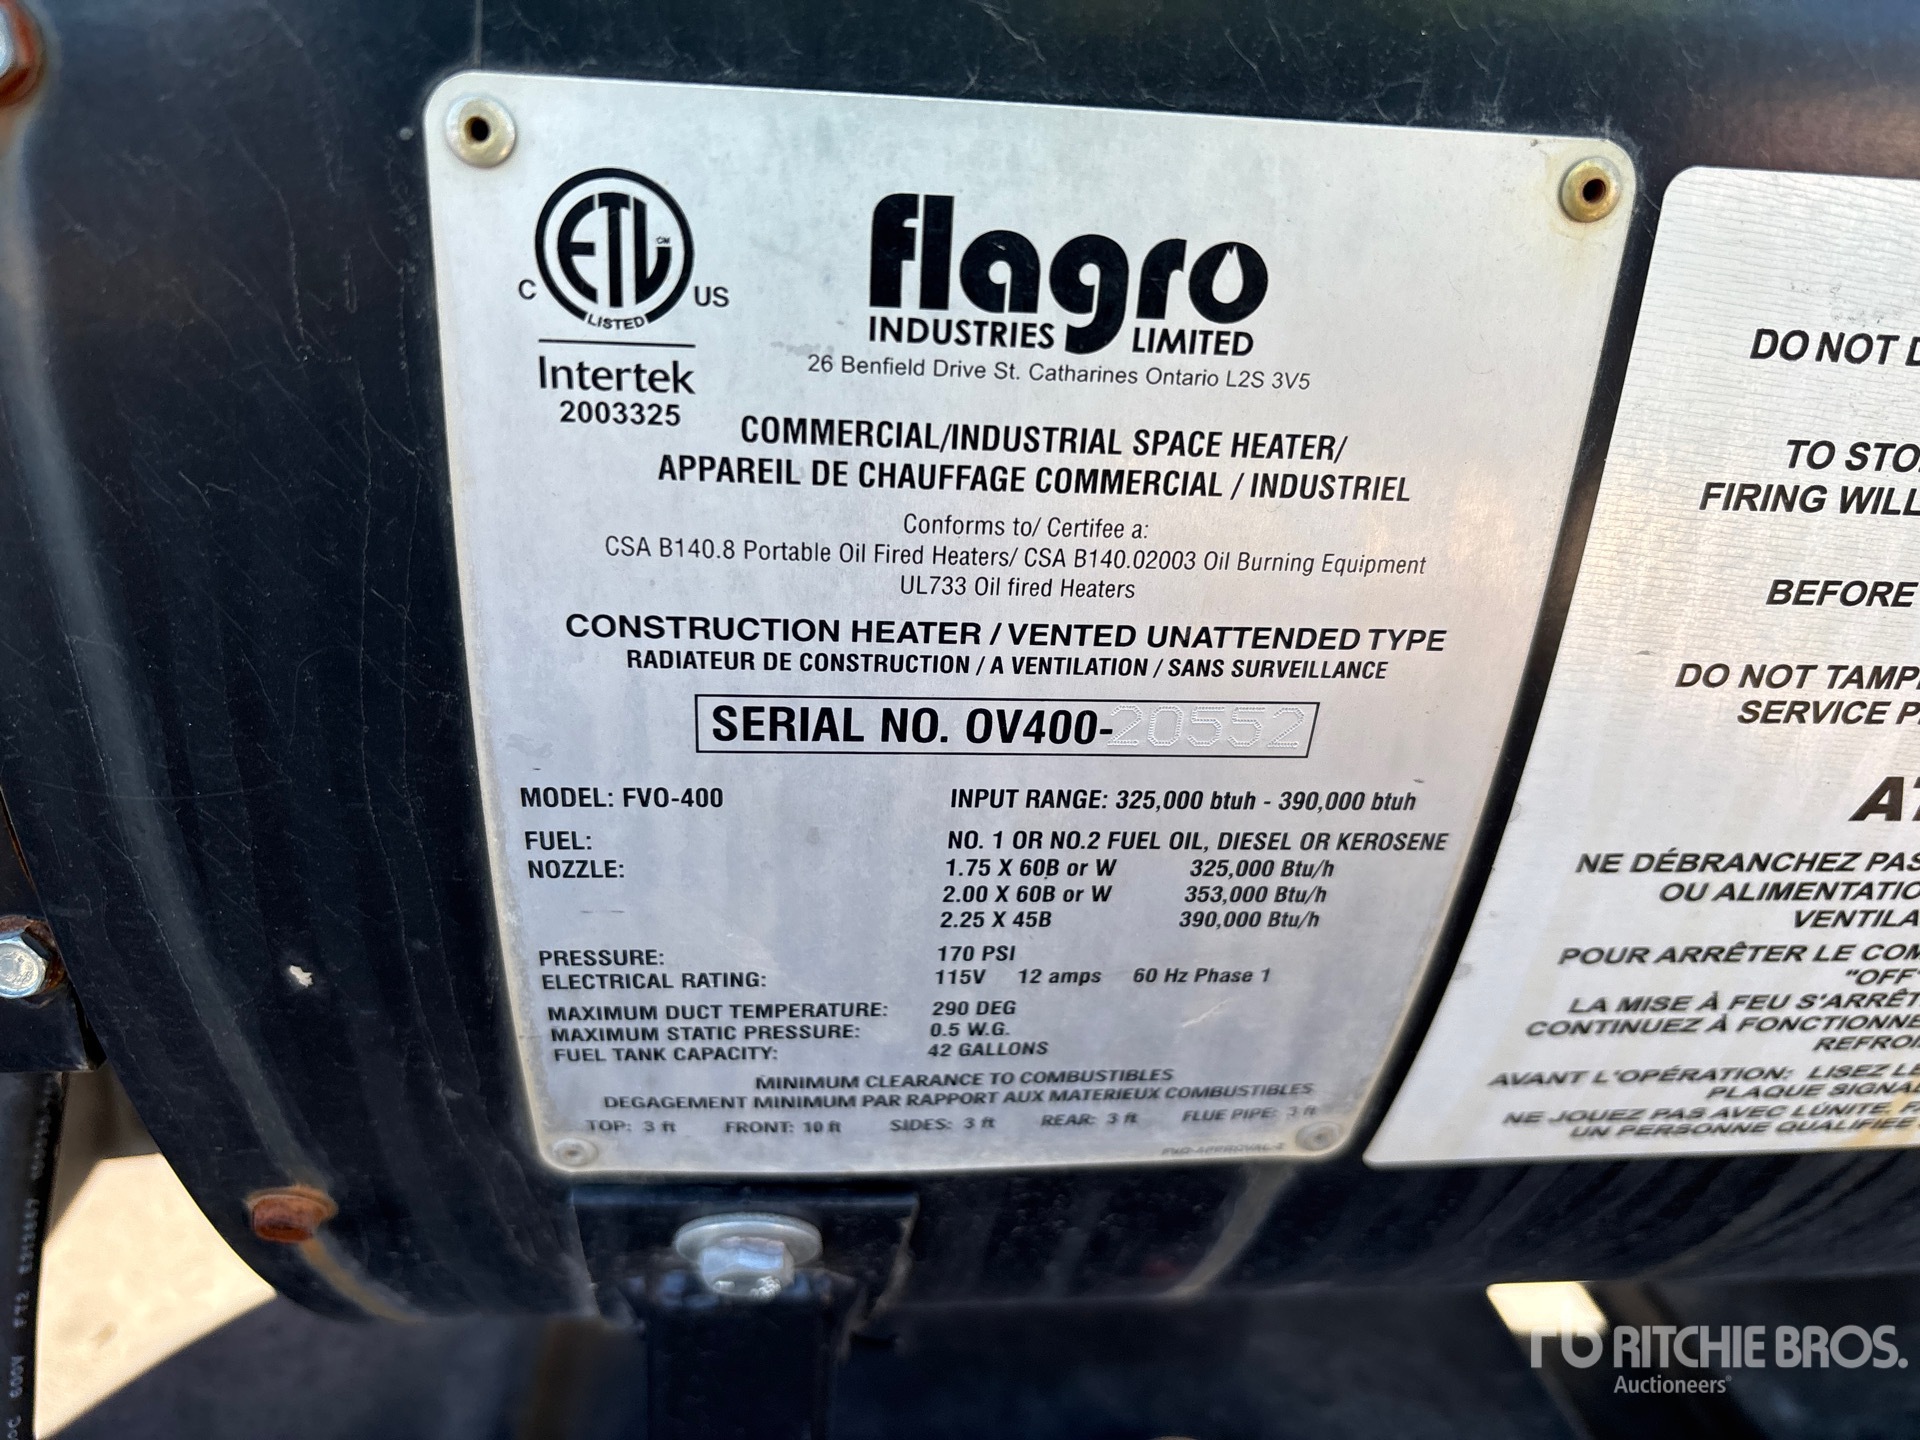 ETL CM
LISTED
C US
Intertek
2003325
flagro
INDUSTRIES LIMITED
26 Benfield Drive St. Catharines Ontario L2S 3V5
COMMERCIAL/INDUSTRIAL SPACE HEATER/
APPAREIL DE CHAUFFAGE COMMERCIAL / INDUSTRIEL
Conforms to/ Certifee a:
CSA B140.8 Portable Oil Fired Heaters/ CSA B140.02003 Oil Burning Equipment
UL733 Oil fired Heaters
CONSTRUCTION HEATER / VENTED UNATTENDED TYPE
RADIATEUR DE CONSTRUCTION / A VENTILATION / SANS SURVEILLANCE
SERIAL NO. OV400-20552
MODEL: FVO-400 INPUT RANGE: 325,000 btuh - 390,000 btuh
FUEL: NO. 1 OR NO.2 FUEL OIL, DIESEL OR KEROSENE
NOZZLE: 1.75 X 60B or W 325,000 Btu/h
2.00 X 60B or W 353,000 Btu/h
2.25 X 45B 390,000 Btu/h
PRESSURE: 170 PSI
ELECTRICAL RATING: 115V 12 amps 60 Hz Phase 1
MAXIMUM DUCT TEMPERATURE: 290 DEG
MAXIMUM STATIC PRESSURE: 0.5 W.G.
FUEL TANK CAPACITY: 42 GALLONS
MINIMUM CLEARANCE TO COMBUSTIBLES
DEGAGEMENT MINIMUM PAR RAPPORT AUX MATERIEUX COMBUSTIBLES
TOP: 3 ft FRONT: 10 ft SIDES: 3 ft REAR: 3 ft FLUE PIPE: 3 ft
DO NOT D
TO STO
FIRING WILL
BEFORE
DO NOT TAMP
SERVICE P
AT
NE DÉBRANCHEZ PAS
OU ALIMENTATIO
VENTILA
POUR ARRÊTER LE COM
"OFF"
LA MISE À FEU S'ARRÊT
CONTINUEZ À FONCTIONNE
REFROI
AVANT L'OPÉRATION: LISEZ LE
PLAQUE SIGNAL
NE JOUEZ PAS AVEC LÚNITE,
UN PERSONNE QUALIFIEE
rb RITCHIE BROS.
Auctioneers